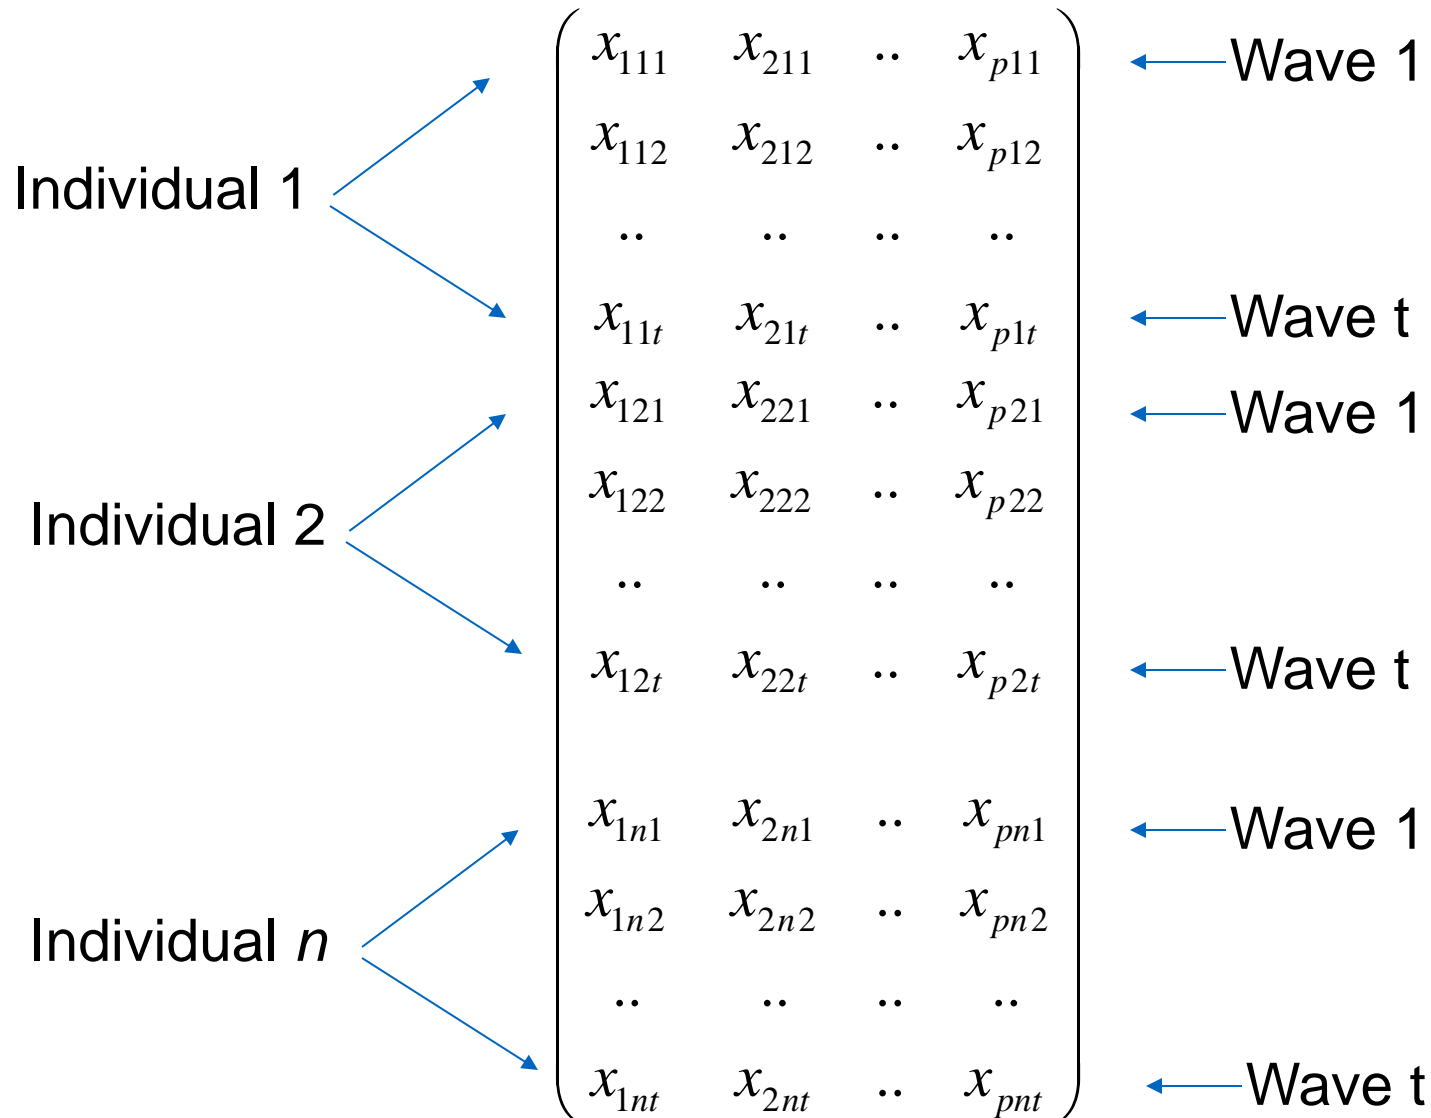 x111 x211 .. xp11 Wave 1
x112 x212 .. xp12
Individual 1
.. .. .. ..
x11t x21t .. xp1t Wave t
x121 x221 .. xp21 Wave 1
x122 x222 .. xp22
Individual 2
.. .. .. ..
x12t x22t .. xp2t Wave t
x1n1 x2n1 .. xpn1 Wave 1
x1n2 x2n2 .. xpn2
Individual n
.. .. .. ..
x1nt x2nt .. xpnt Wave t